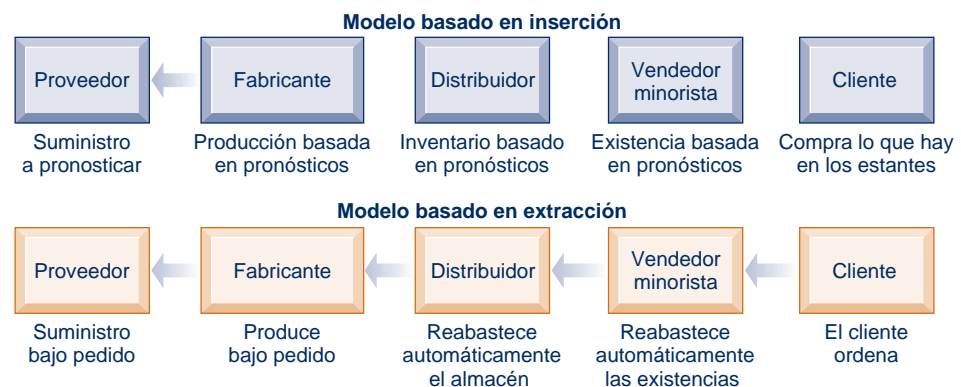 Modelo basado en inserción
Proveedor
Fabricante
Distribuidor
Vendedor
minorista
Cliente
Suministro
a pronosticar
Producción basada
en pronósticos
Inventario basado
en pronósticos
Existencia basada
en pronósticos
Compra lo que hay
en los estantes
Modelo basado en extracción
Proveedor
Fabricante
Distribuidor
Vendedor
minorista
Cliente
Suministro
bajo pedido
Produce
bajo pedido
Reabastece
automáticamente
el almacén
Reabastece
automáticamente
las existencias
El cliente
ordena